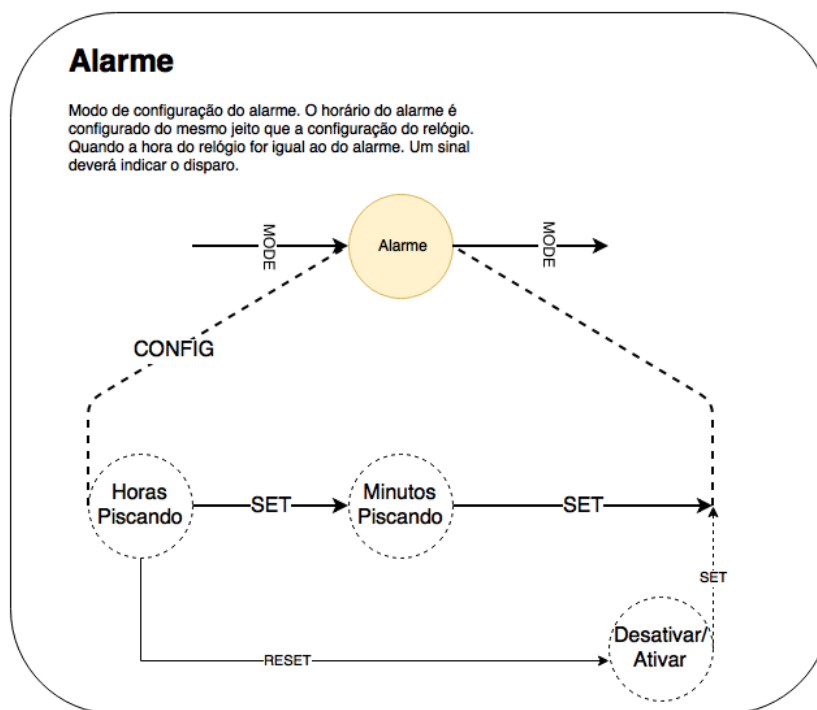 Alarme
Modo de configuração do alarme. O horário do alarme é
configurado do mesmo jeito que a configuração do relógio.
Quando a hora do relógio for igual ao do alarme. Um sinal
deverá indicar o disparo.
MODE
Alarme
MODE
CONFIG
Horas
Piscando
SET
Minutos
Piscando
SET
SET
Desativar/
Ativar
RESET